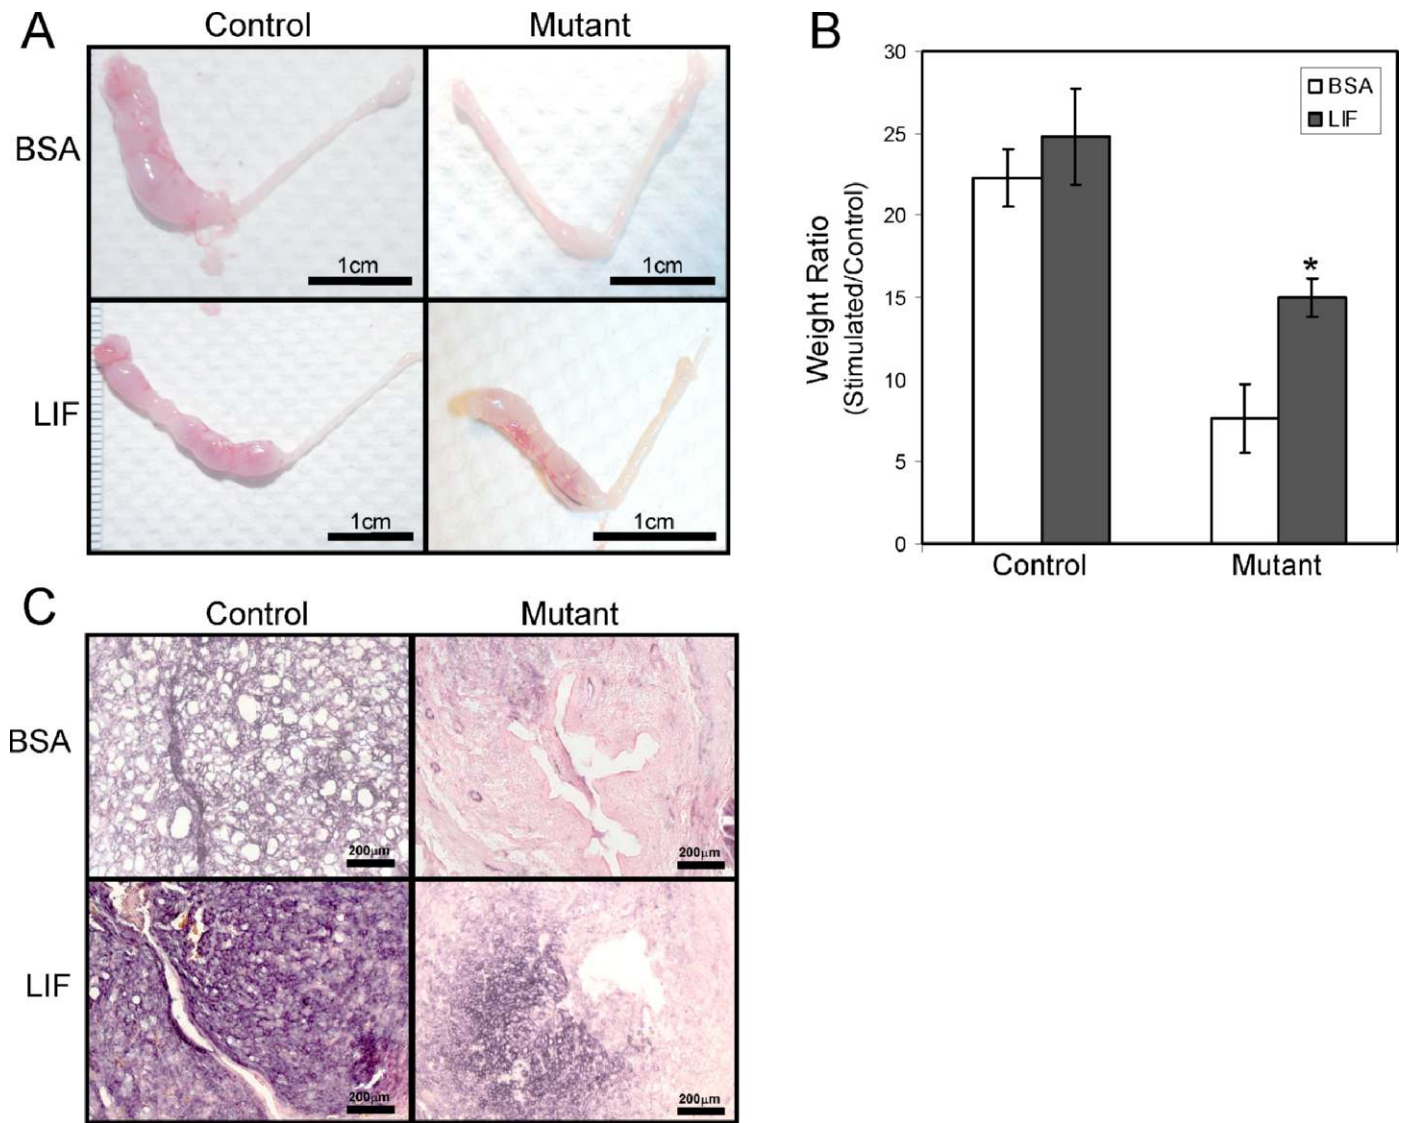 A
Control
Mutant
BSA
1cm
1cm
LIF
1cm
1cm
B
30
25
20
15
10
5
0
Weight Ratio
(Stimulated/Control)
BSA
LIF
*
Control
Mutant
C
Control
Mutant
BSA
200μm
200μm
LIF
200μm
200μm